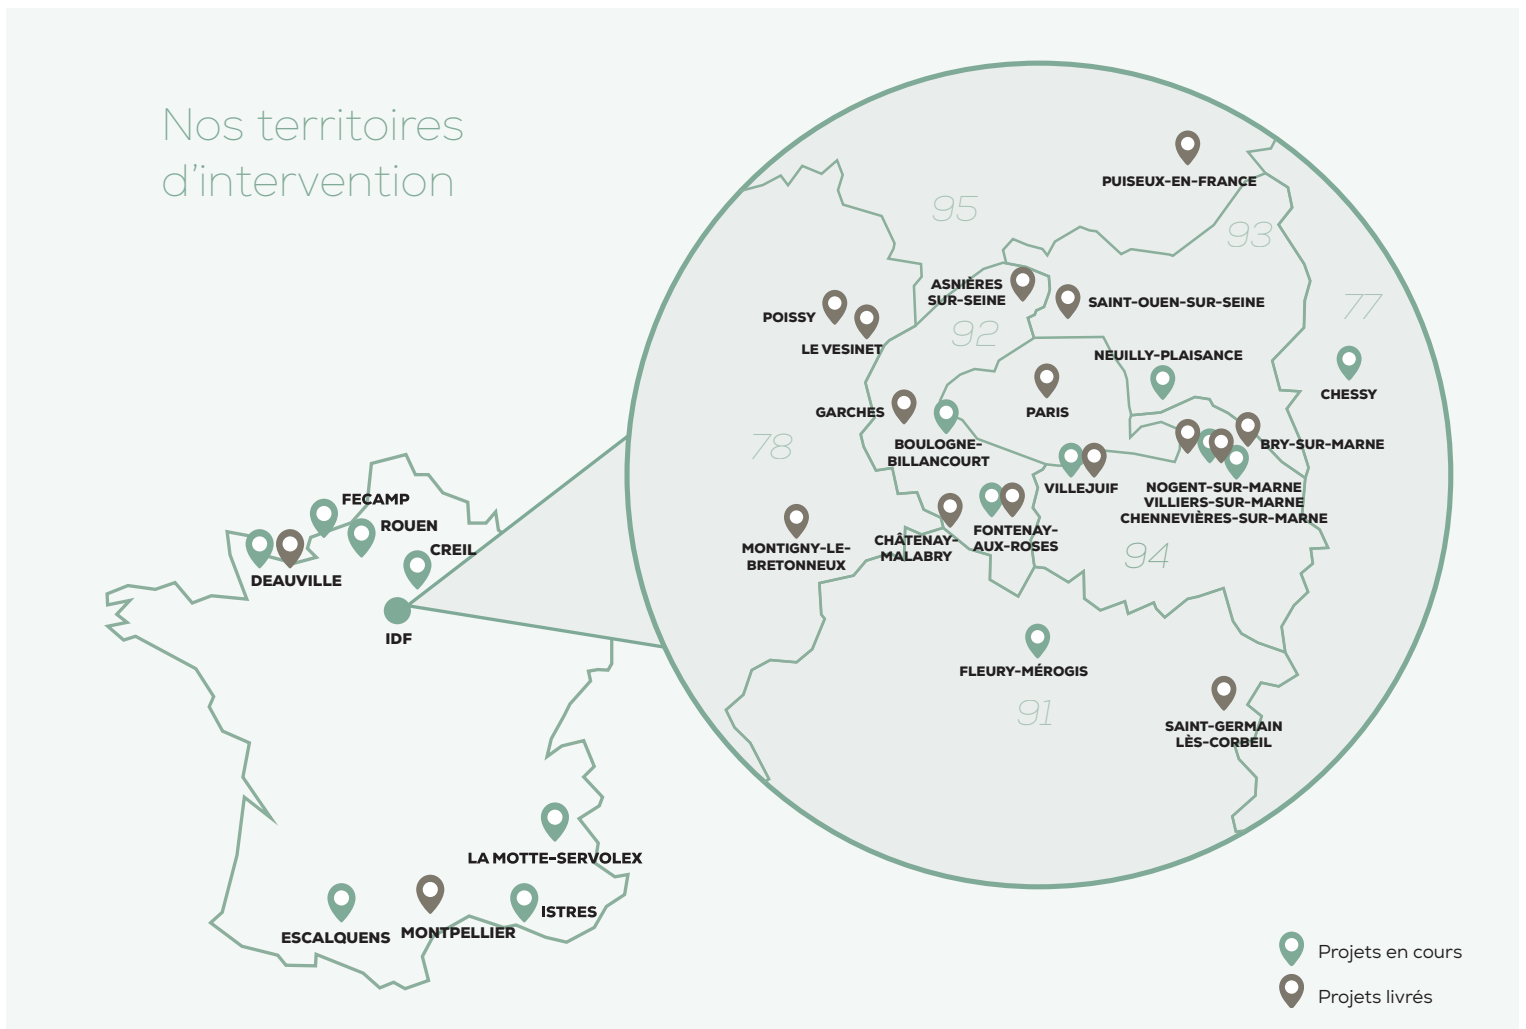 Nos territoires
d'intervention
PUISEUX-EN-FRANCE
95
93
ASNIÈRES
SUR-SEINE
SAINT-OUEN-SUR-SEINE
77
POISSY
LE VESINET
92
NEUILLY-PLAISANCE
CHESSY
GARCHES
PARIS
BOULOGNE-
BILLANCOURT
BRY-SUR-MARNE
78
VILLEJUIF
NOGENT-SUR-MARNE
VILLIERS-SUR-MARNE
CHENNEVIÈRES-SUR-MARNE
MONTIGNY-LE-
BRETONNEUX
CHÂTENAY-
MALABRY
FONTENAY-
AUX-ROSES
94
FLEURY-MÉROGIS
91
SAINT-GERMAIN
LÈS-CORBEIL
FECAMP
ROUEN
CREIL
DEAUVILLE
IDF
LA MOTTE-SERVOLEX
ISTRES
ESCALQUENS
MONTPELLIER
Projets en cours
Projets livrés